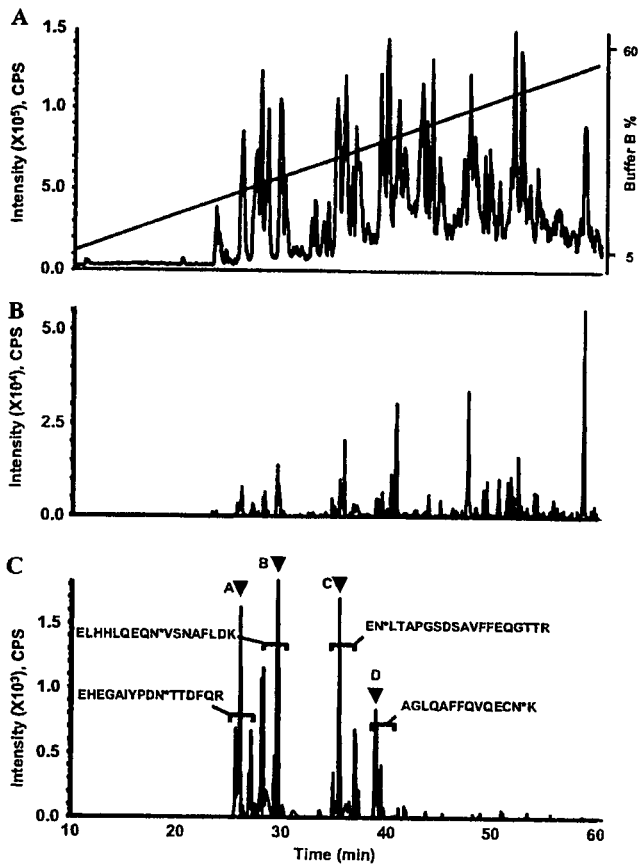 A
Intensity (X10⁵), CPS
1.5
1.0
5.0
0.0
60
5
Buffer B %
B
Intensity (X10⁴), CPS
5.0
2.5
0.0
C
Intensity (X10³), CPS
1.5
1.0
0.5
0.0
A
B
C
D
ELHHLQEQN*VSNAFLDK
EHEGAIYPDN*TTDFQR
EN*LTAPGSDSAVFFEQGTTR
AGLQAFFQVQECN*K
10
20
30
40
50
60
Time (min)